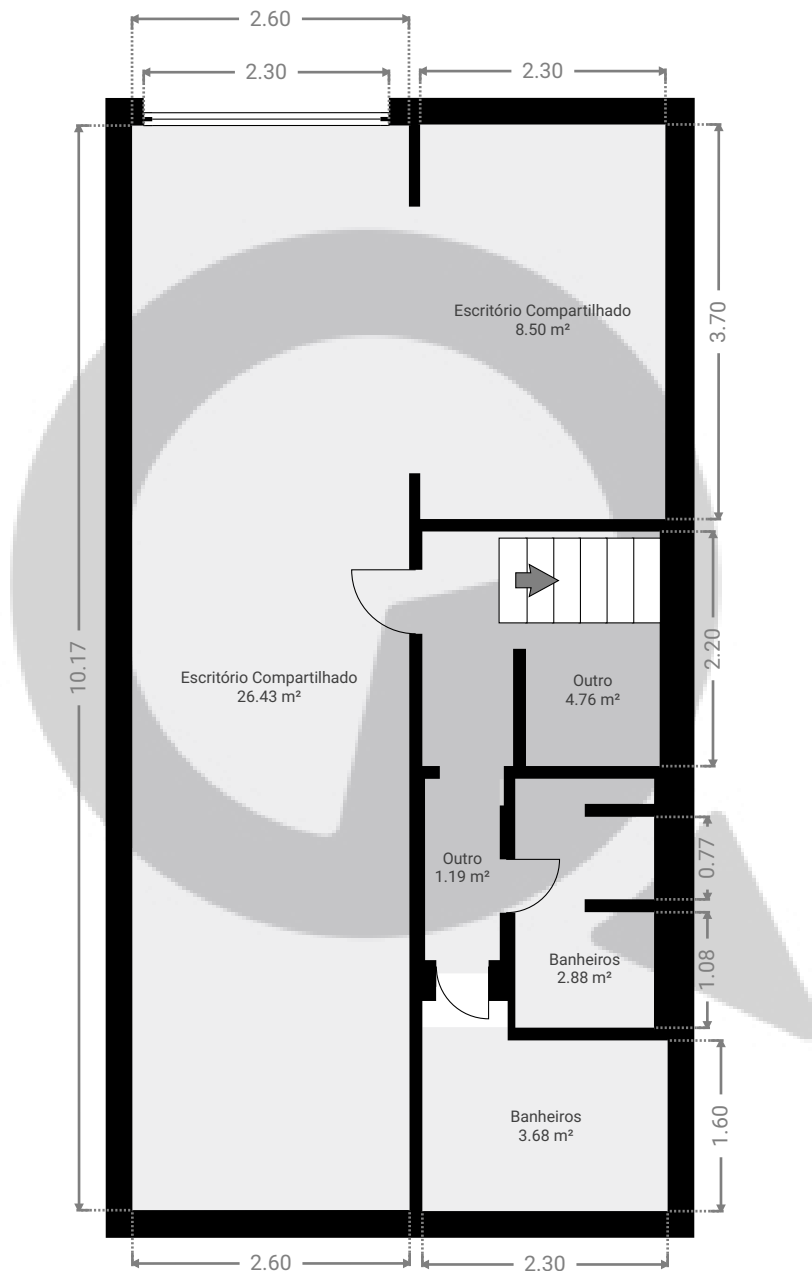 2.60
2.30
2.30
Escritório Compartilhado
8.50 m²
3.70
10.17
Escritório Compartilhado
26.43 m²
2.20
Outro
4.76 m²
Outro
1.19 m²
0.77
Banheiros
2.88 m²
1.08
Banheiros
3.68 m²
1.60
2.60
2.30